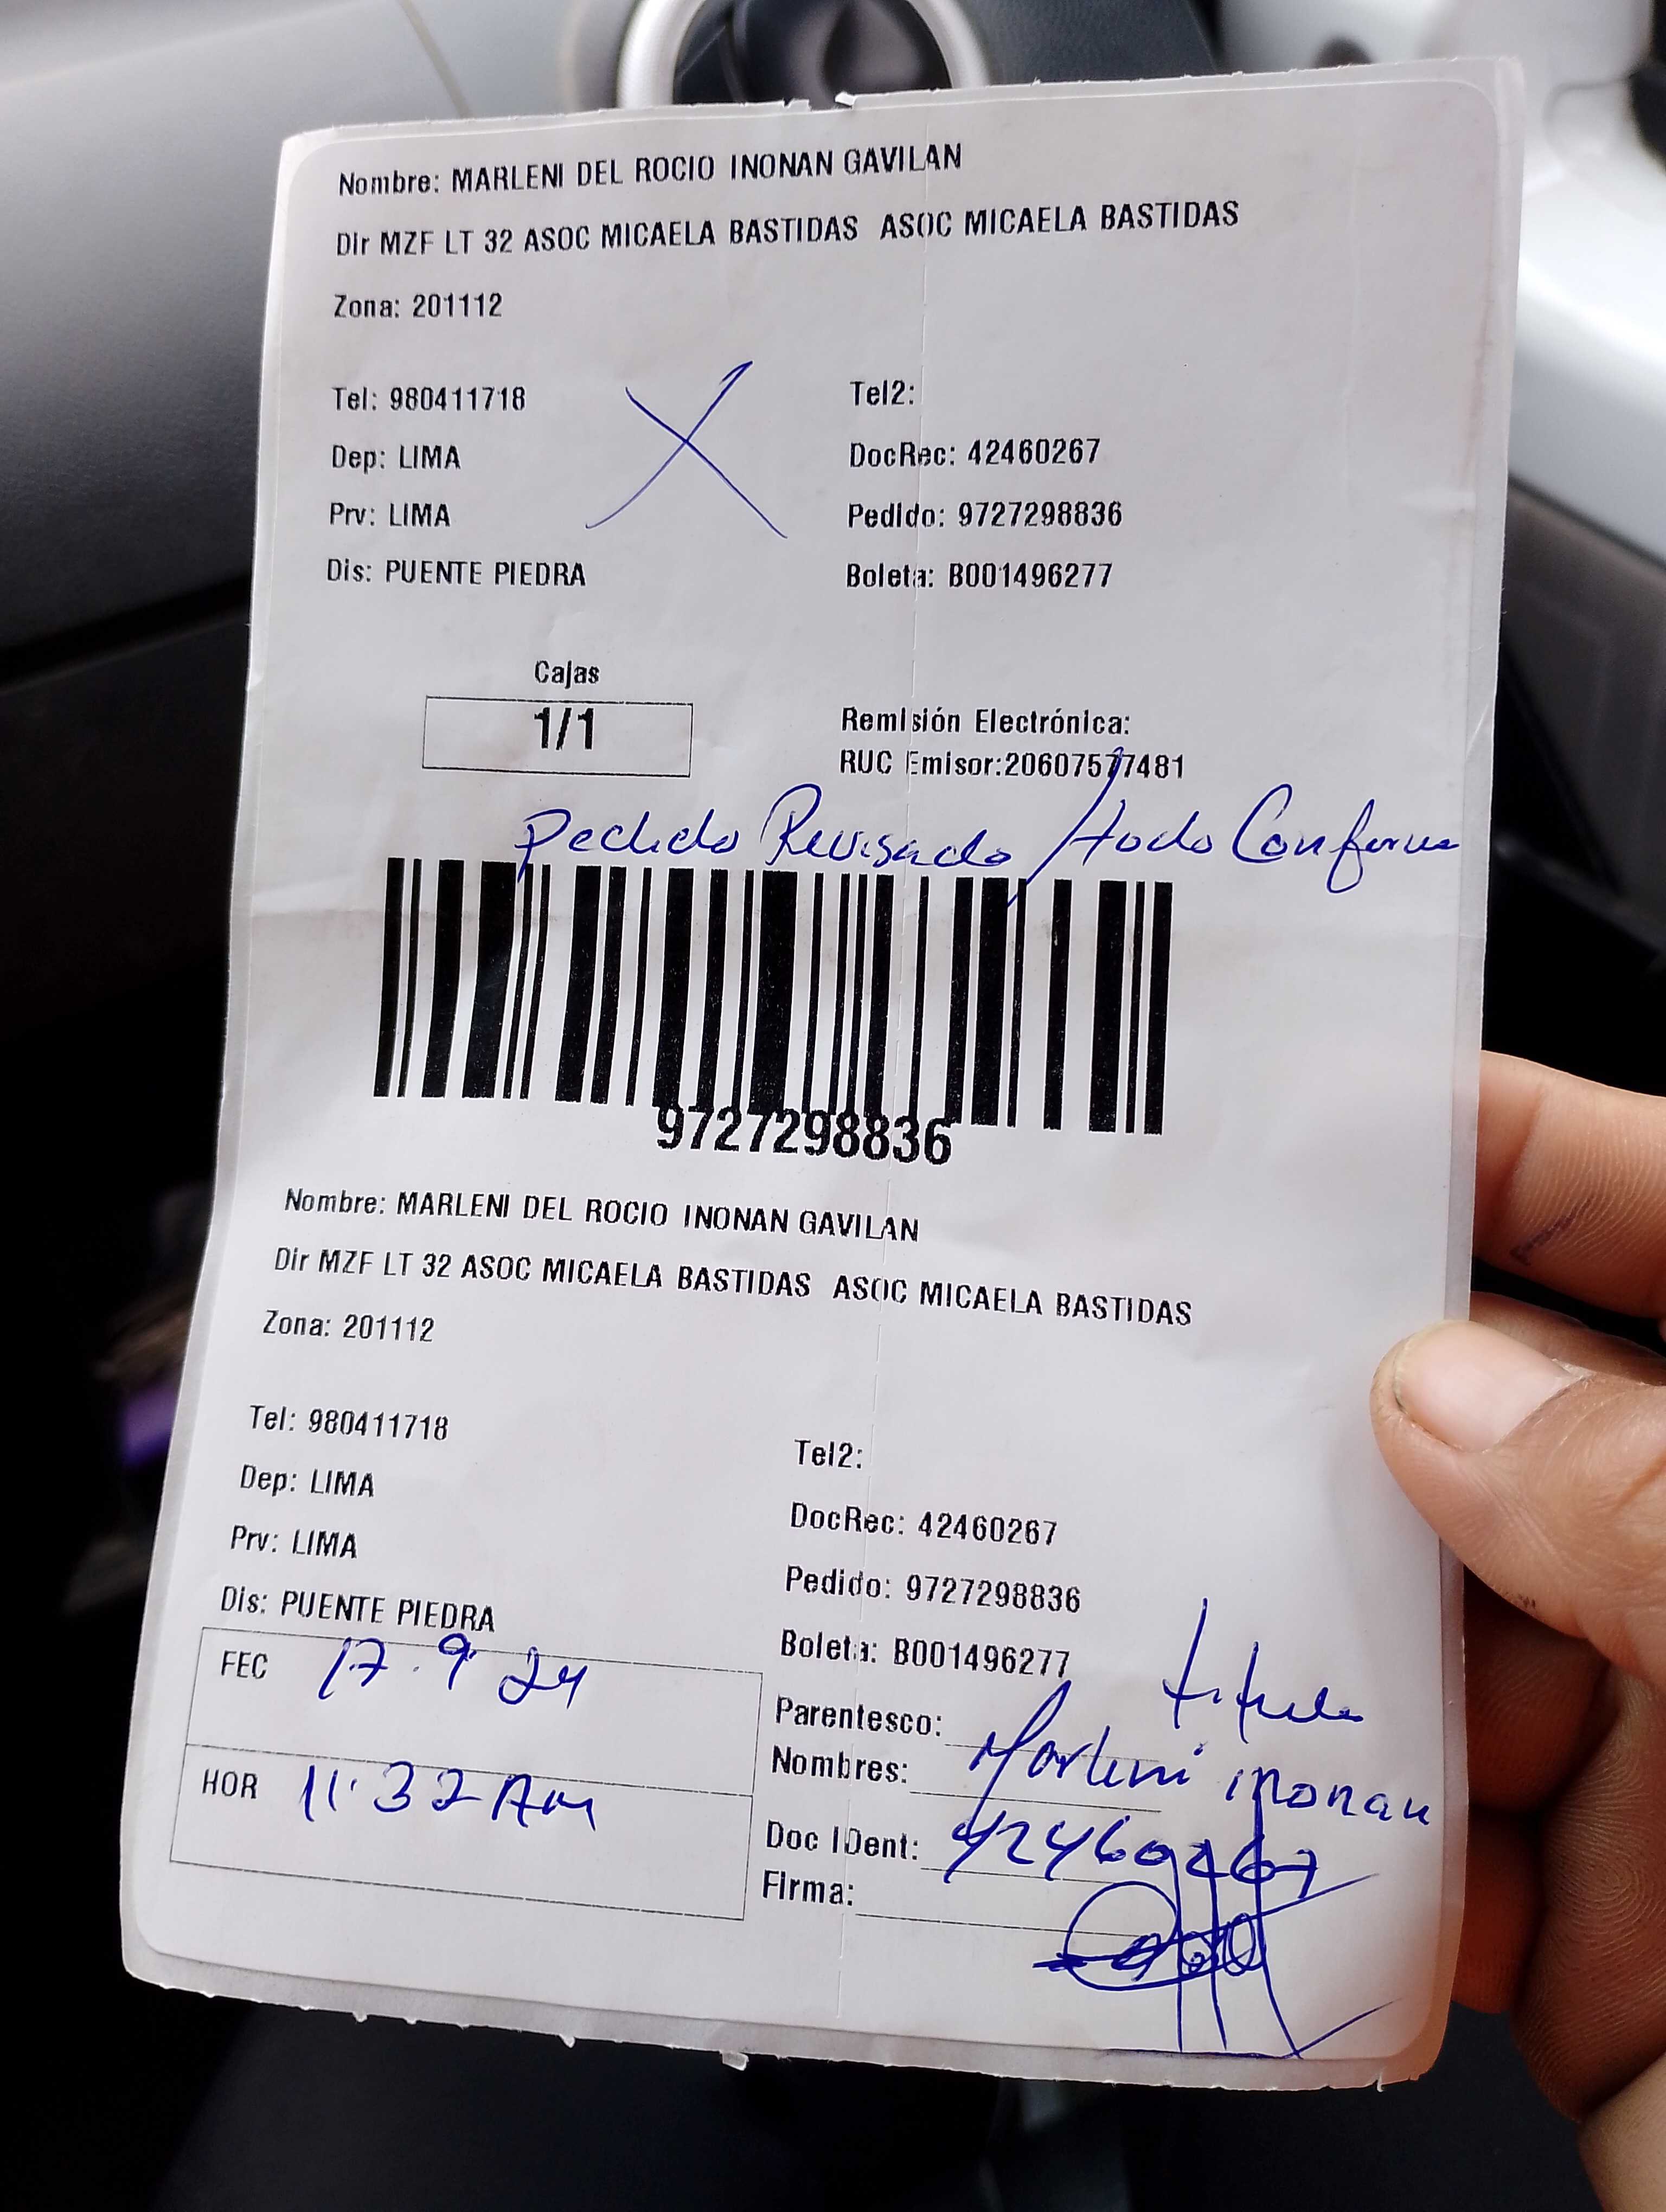 Nombre: MARLENI DEL ROCIO INONAN GAVILAN
Dir MZF LT 32 ASOC MICAELA BASTIDAS ASOC MICAELA BASTIDAS
Zona: 201112
Tel: 980411718
Tel2:
Dep: LIMA
DocRec: 42460267
Prv: LIMA
Pedido: 9727298836
Dis: PUENTE PIEDRA
Boleta: B001496277
Cajas
1/1
Remisión Electrónica:
RUC Emisor:20607577481
Pedido Revisado / todo Conforme
9727298836
Nombre: MARLENI DEL ROCIO INONAN GAVILAN
Dir MZF LT 32 ASOC MICAELA BASTIDAS ASOC MICAELA BASTIDAS
Zona: 201112
Tel: 980411718
Tel2:
Dep: LIMA
DocRec: 42460267
Prv: LIMA
Pedido: 9727298836
Dis: PUENTE PIEDRA
Boleta: B001496277
FEC 17.9.24
Parentesco: titular
Nombres: Marleni inonan
HOR 11:32 AM
Doc IDent: 42460267
Firma: